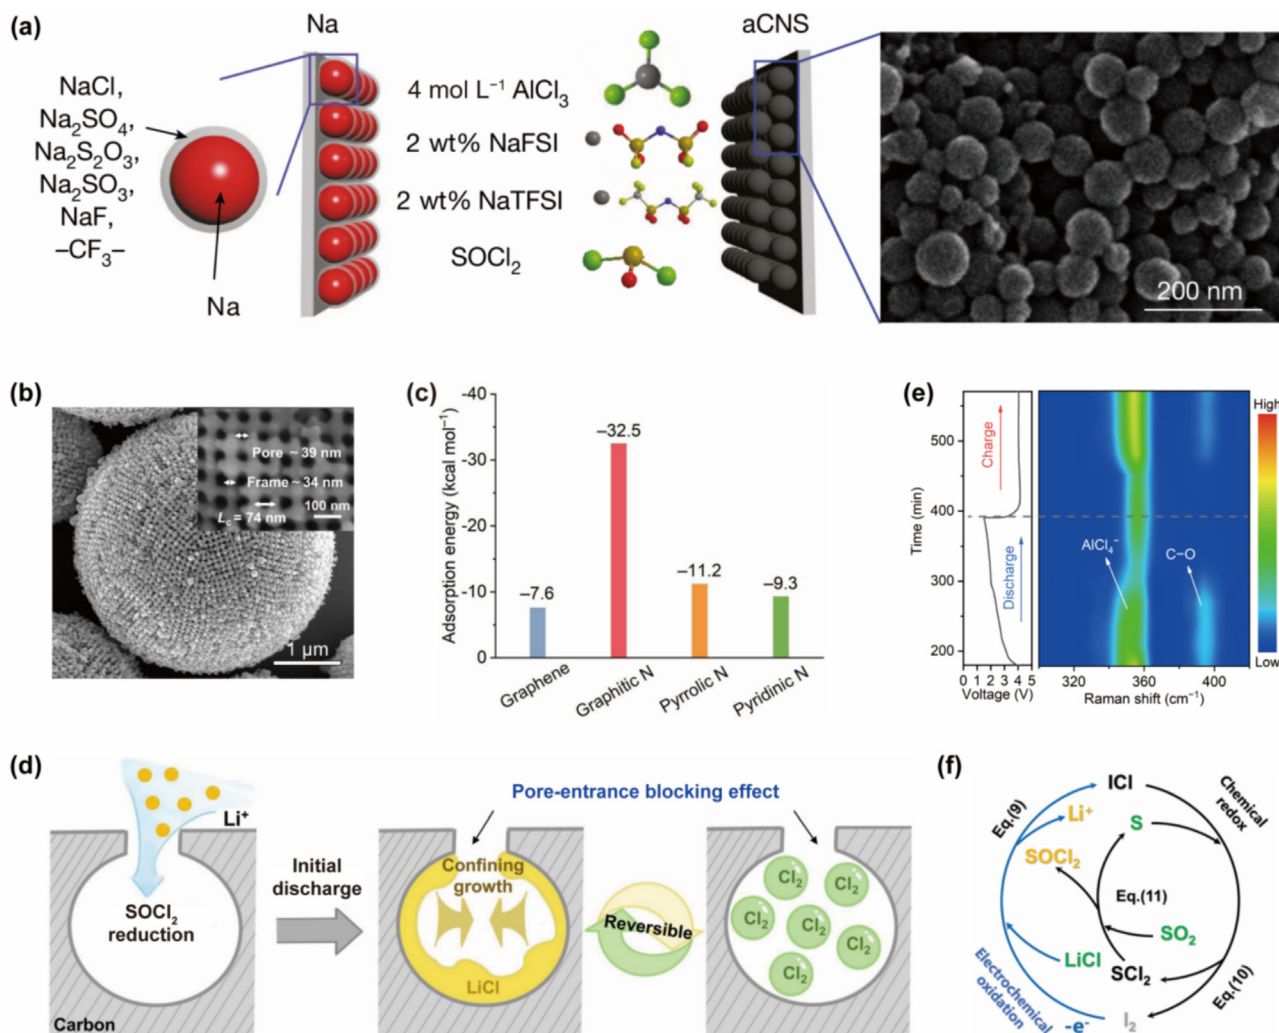 (a)
Na
aCNS
NaCl,
Na₂SO₄,
Na₂S₂O₃,
Na₂SO₃,
NaF,
–CF₃–
Na
4 mol L⁻¹ AlCl₃
2 wt% NaFSI
2 wt% NaTFSI
SOCl₂
200 nm
(b)
Pore ~ 39 nm
Frame ~ 34 nm
L꜀ = 74 nm
100 nm
1 µm
(c)
Adsorption energy (kcal mol⁻¹)
-40
-30
-20
-10
0
–7.6
–32.5
–11.2
–9.3
Graphene
Graphitic N
Pyrrolic N
Pyridinic N
(e)
Time (min)
500
400
300
200
Charge
Discharge
0 1 2 3 4 5
Voltage (V)
AlCl₄⁻
C–O
320 360 400
Raman shift (cm⁻¹)
High
Low
(d)
Li⁺
SOCl₂
reduction
Carbon
Initial
discharge
Pore-entrance blocking effect
Confining
growth
LiCl
Reversible
Cl₂
Cl₂
Cl₂
Cl₂
Cl₂
Cl₂
(f)
ICl
Eq.(9)
Li⁺
S
Chemical
redox
SOCl₂
Eq.(11)
SO₂
LiCl
SCl₂
Eq.(10)
Electrochemical
oxidation
-e⁻
I₂